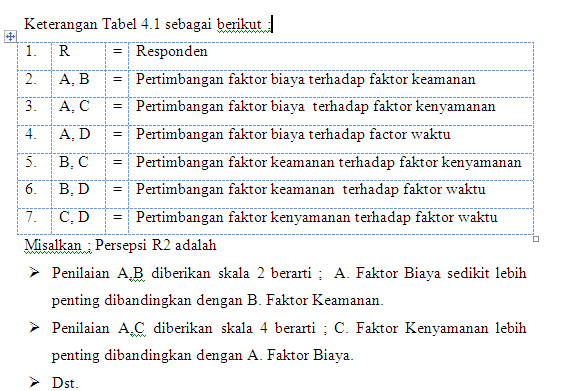 Keterangan Tabel 4.1 sebagai berikut ;
1. R = Responden
2. A, B = Pertimbangan faktor biaya terhadap faktor keamanan
3. A, C = Pertimbangan faktor biaya terhadap faktor kenyamanan
4. A, D = Pertimbangan faktor biaya terhadap factor waktu
5. B, C = Pertimbangan faktor keamanan terhadap faktor kenyamanan
6. B, D = Pertimbangan faktor keamanan terhadap faktor waktu
7. C, D = Pertimbangan faktor kenyamanan terhadap faktor waktu
Misalkan ; Persepsi R2 adalah
➢ Penilaian A,B diberikan skala 2 berarti ; A. Faktor Biaya sedikit lebih
penting dibandingkan dengan B. Faktor Keamanan.
➢ Penilaian A,C diberikan skala 4 berarti ; C. Faktor Kenyamanan lebih
penting dibandingkan dengan A. Faktor Biaya.
➢ Dst.